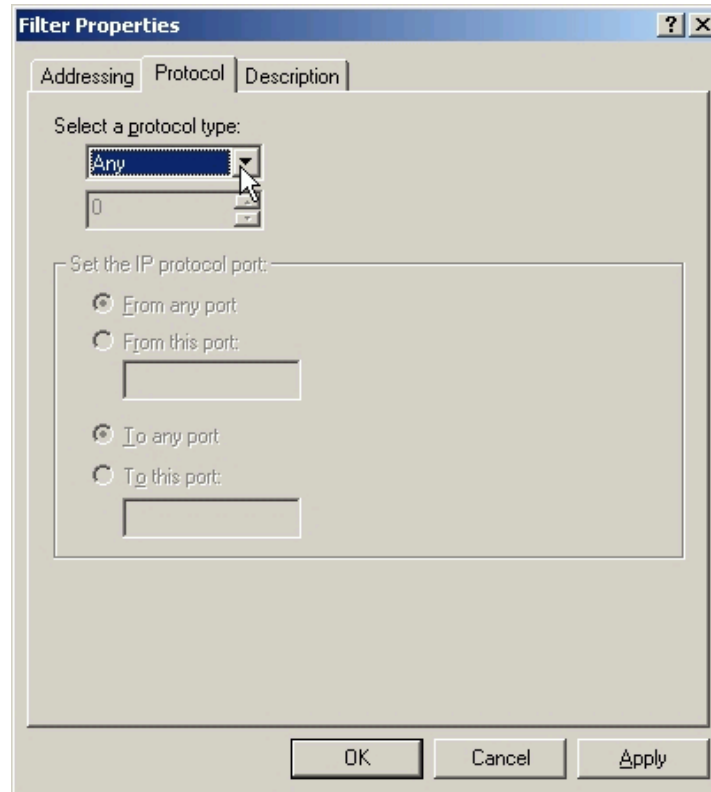 Filter Properties
Addressing Protocol Description
Select a protocol type:
Any
0
Set the IP protocol port:
From any port
From this port:
To any port
To this port:
OK Cancel Apply